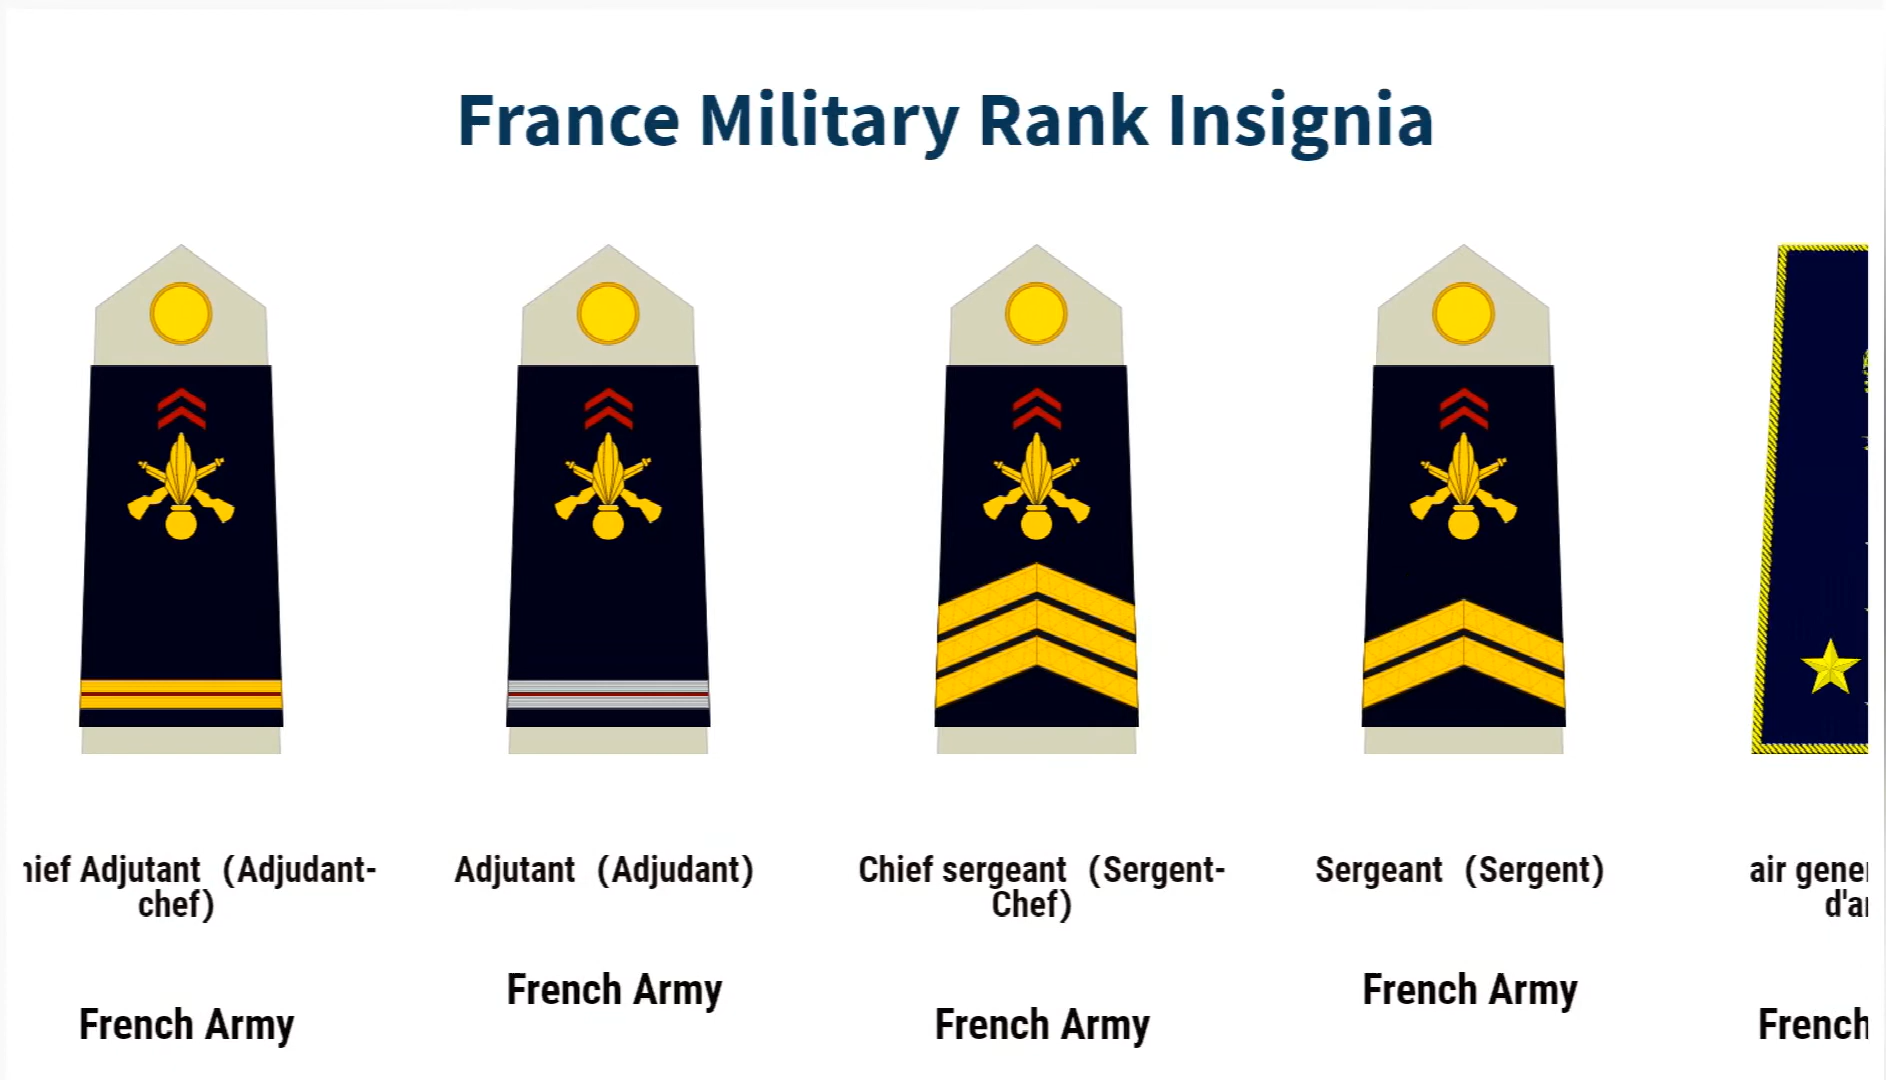 France Military Rank Insignia
Adjutant (Adjudant-
chef)
French Army
Adjutant (Adjudant)
French Army
Chief sergeant (Sergent-
Chef)
French Army
Sergeant (Sergent)
French Army
air
French